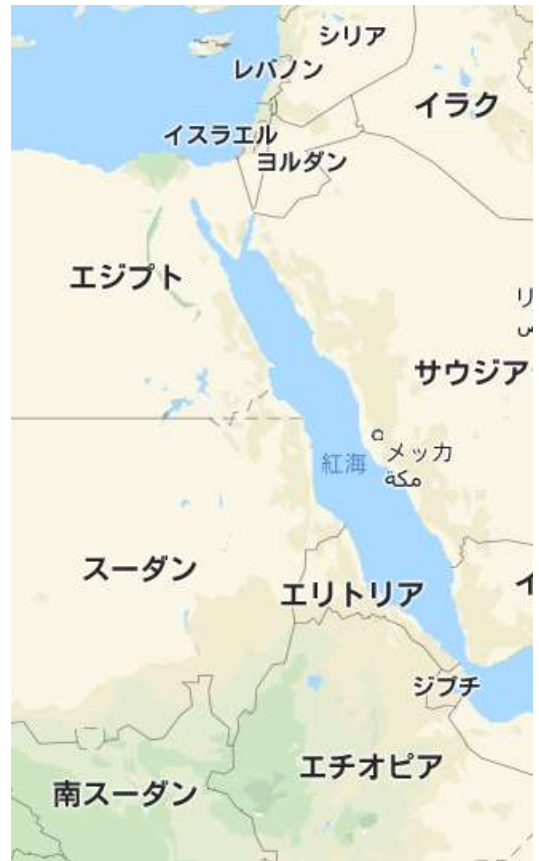 シリア
レバノン
イラク
イスラエル
ヨルダン
エジプト
サウジア
メッカ
مكة
紅海
スーダン
エリトリア
ジブチ
エチオピア
南スーダン